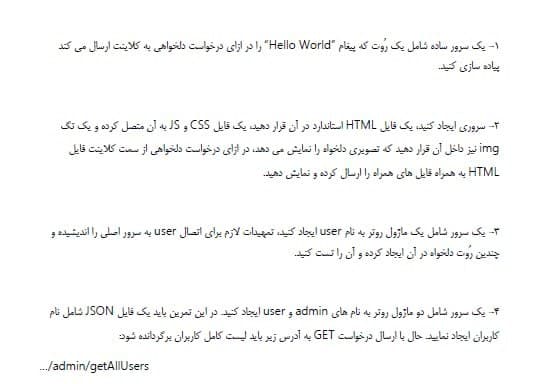 ۱- یک سرور ساده شامل یک رُوت که پیغام "Hello World" را در ازای درخواست دلخواهی به کلاینت ارسال می کند
پیاده سازی کنید.
۲- سروری ایجاد کنید، یک فایل HTML استاندارد در آن قرار دهید، یک فایل CSS و JS به آن متصل کرده و یک تگ
img نیز داخل آن قرار دهید که تصویری دلخواه را نمایش می دهد، در ازای درخواست دلخواهی از سمت کلاینت فایل
HTML به همراه فایل های همراه را ارسال کرده و نمایش دهید.
۳- یک سرور شامل یک ماژول روتر به نام user ایجاد کنید، تمهیدات لازم برای اتصال user به سرور اصلی را اندیشیده و
چندین رُوت دلخواه در آن ایجاد کرده و آن را تست کنید.
۴- یک سرور شامل دو ماژول روتر به نام های admin و user ایجاد کنید. در این تمرین باید یک فایل JSON شامل نام
کاربران ایجاد نمایید. حال با ارسال درخواست GET به آدرس زیر باید لیست کامل کاربران برگردانده شود:
…/admin/getAllUsers